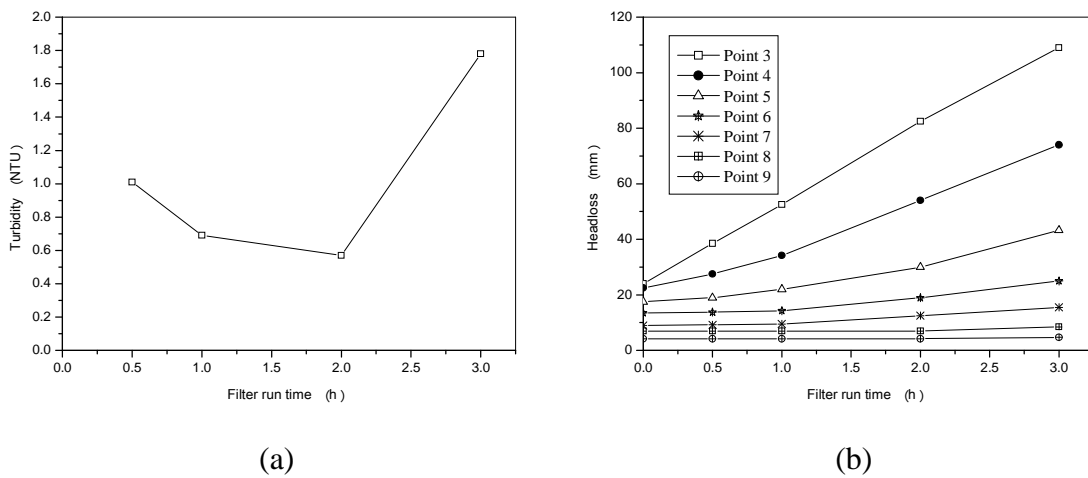 2.0
1.8
1.6
1.4
1.2
1.0
0.8
0.6
0.4
0.2
0.0
Turbidity (NTU)
0.0 0.5 1.0 1.5 2.0 2.5 3.0
Filter run time (h)
(a)
120
100
80
60
40
20
0
Headloss (mm)
Point 3
Point 4
Point 5
Point 6
Point 7
Point 8
Point 9
0.0 0.5 1.0 1.5 2.0 2.5 3.0
Filter run time (h)
(b)